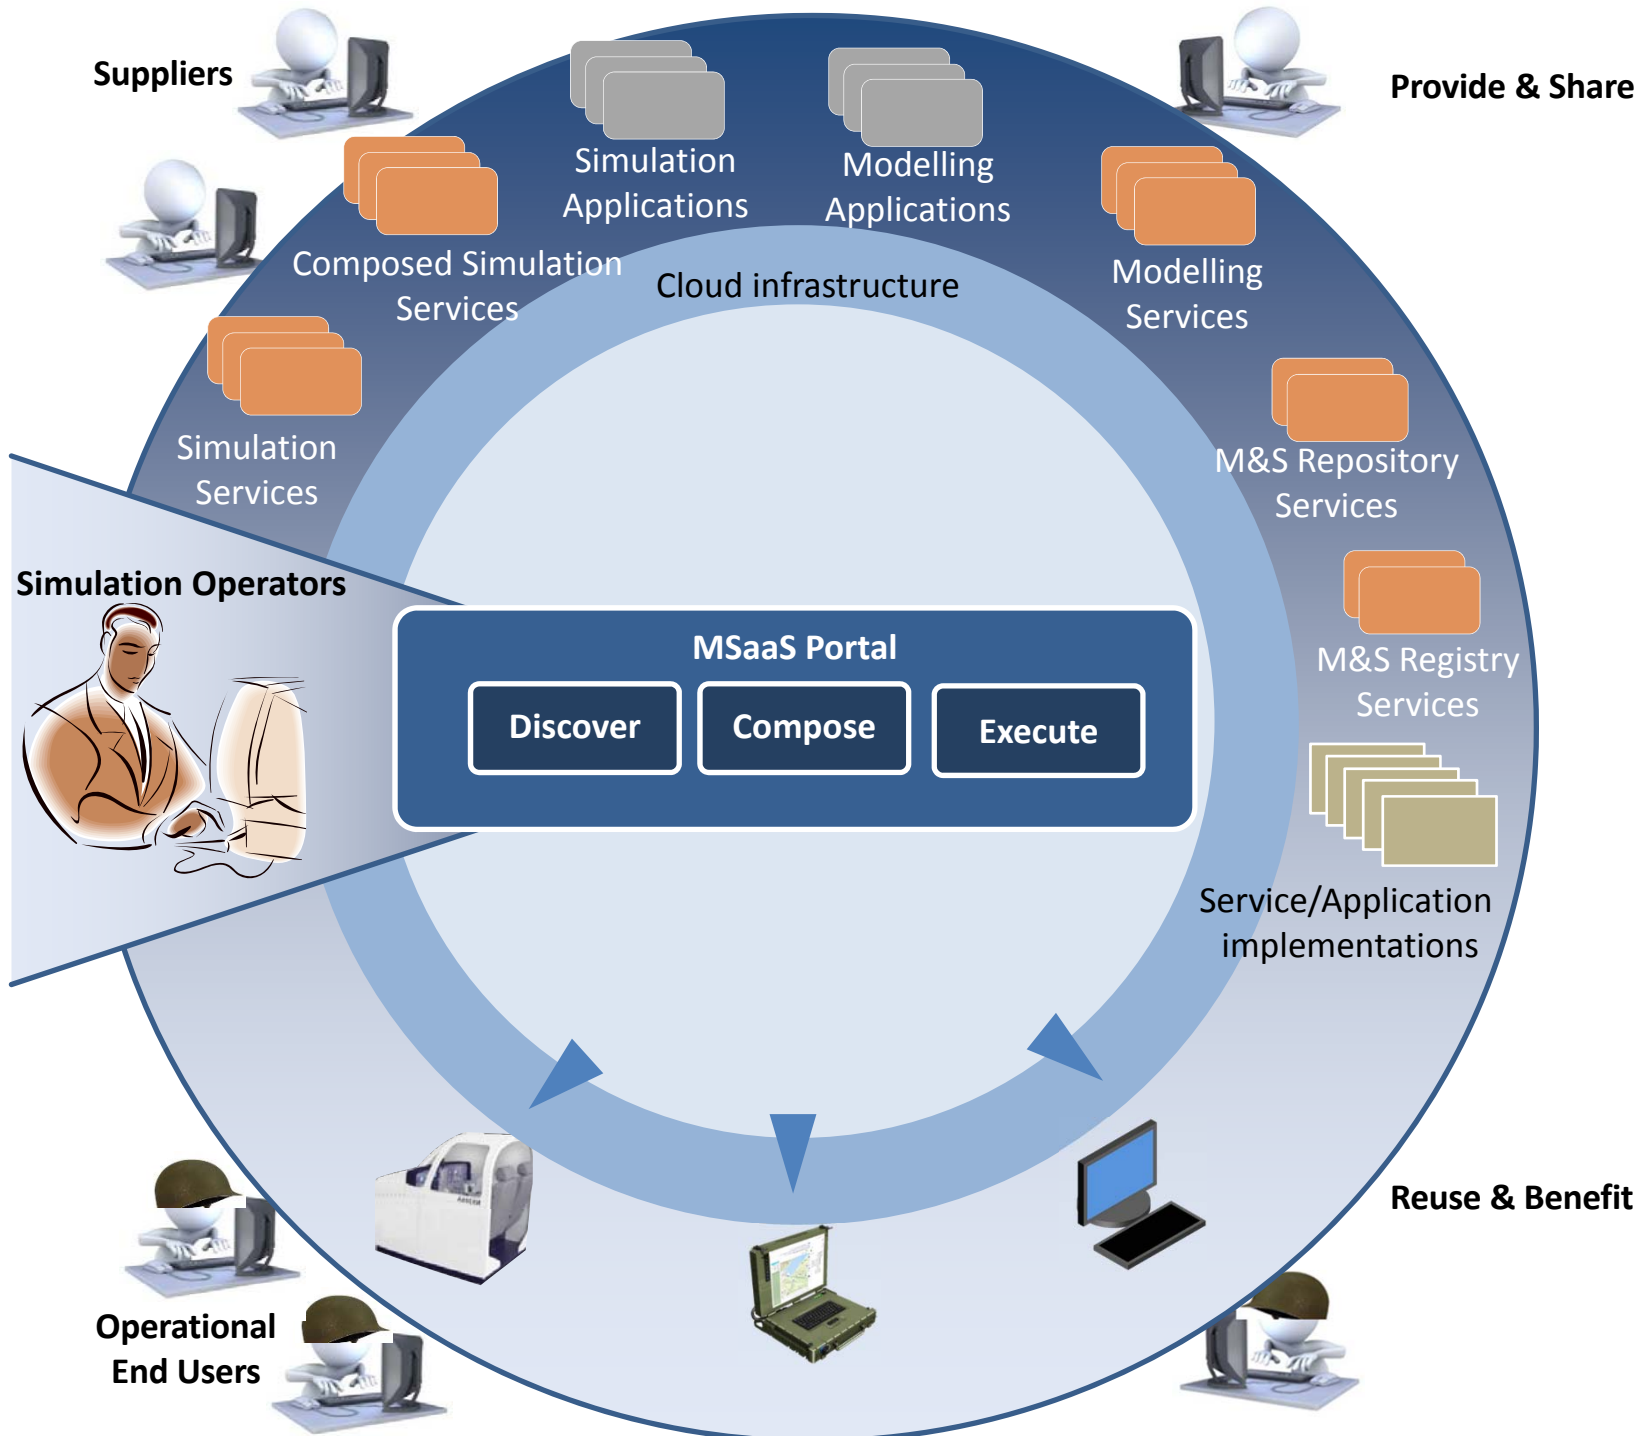 Suppliers
Provide & Share
Simulation
Applications
Modelling
Applications
Composed Simulation
Services
Cloud infrastructure
Modelling
Services
Simulation
Services
M&S Repository
Services
Simulation Operators
MSaaS Portal
Discover
Compose
Execute
M&S Registry
Services
Service/Application
implementations
Reuse & Benefit
Operational
End Users